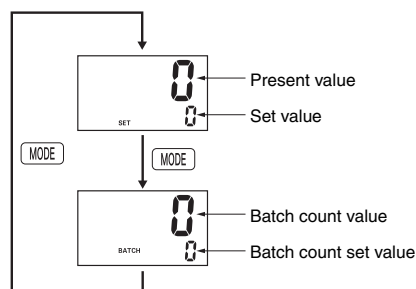 0
Present value
SET
0
Set value
MODE
MODE
0
Batch count value
BATCH
0
Batch count set value